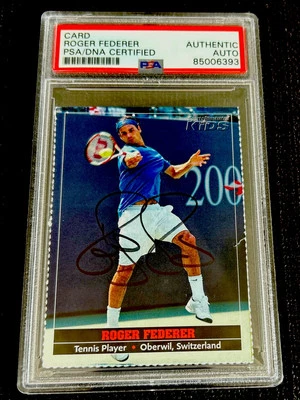 CARD
ROGER FEDERER
PSA/DNA CERTIFIED
AUTHENTIC
AUTO
85006393
PSA
KIDS
200
ROGER FEDERER
Tennis Player • Oberwil, Switzerland